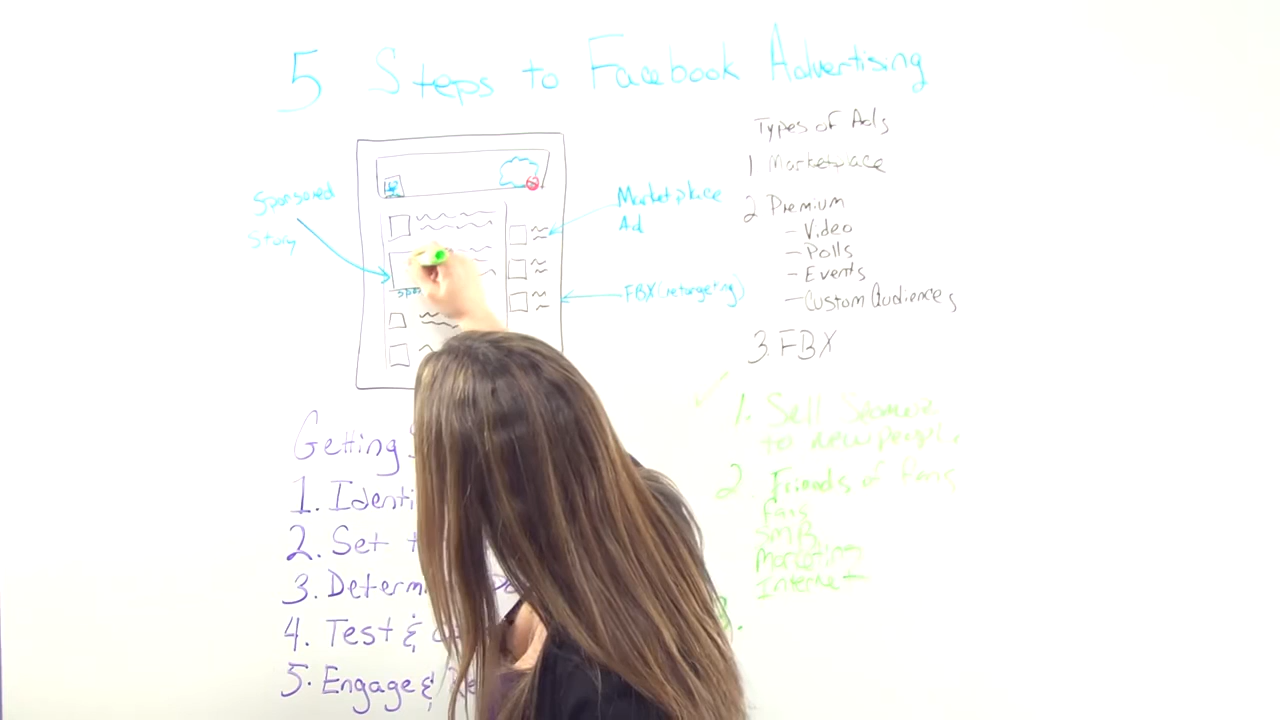 5 Steps to Facebook Advertising
Sponsored
Story
Marketplace
Ad
FBX (retargeting)
Types of Ads
1 Marketplace
2 Premium
- Video
- Polls
- Events
- Custom Audiences
3. FBX
Getting
1. Identi
2. Set t
3. Determ
4. Test &
5. Engage & Re
1. Sell
to new people
2. Friends of fans
fans
SMB
Marketing
Internet
3.